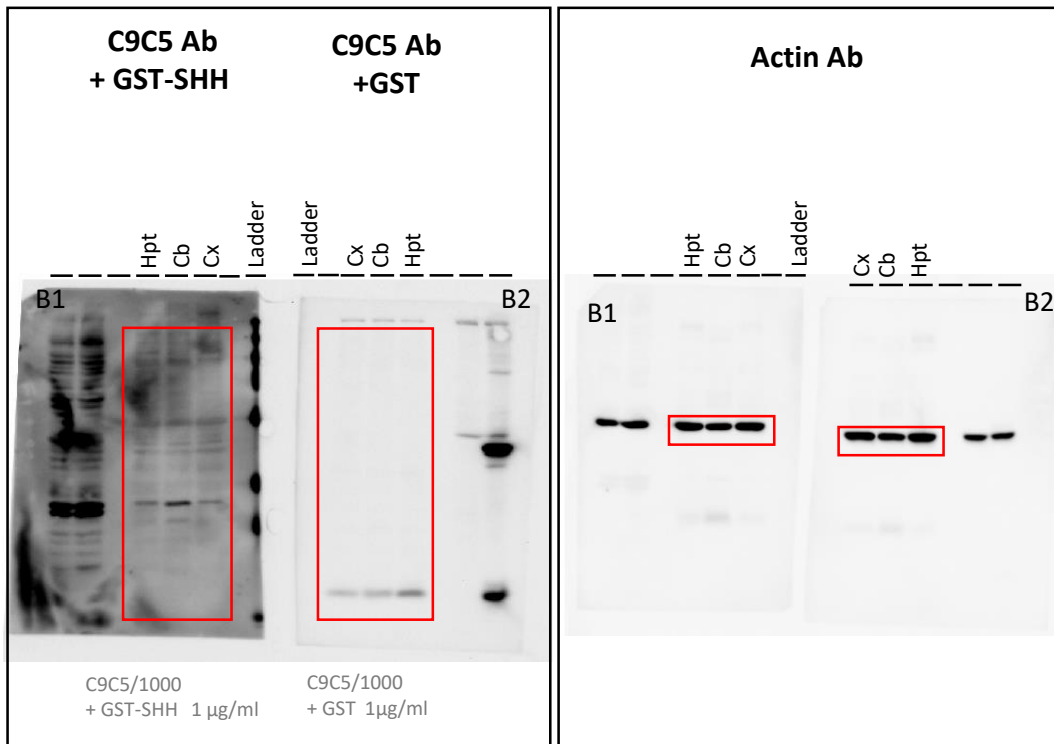 C9C5 Ab
+ GST-SHH
C9C5 Ab
+GST
Actin Ab
Hpt
Cb
Cx
Ladder
Ladder
Cx
Cb
Hpt
Hpt
Cb
Cx
Ladder
Cx
Cb
Hpt
B1
B2
B1
B2
C9C5/1000
+ GST-SHH 1 µg/ml
C9C5/1000
+ GST 1µg/ml